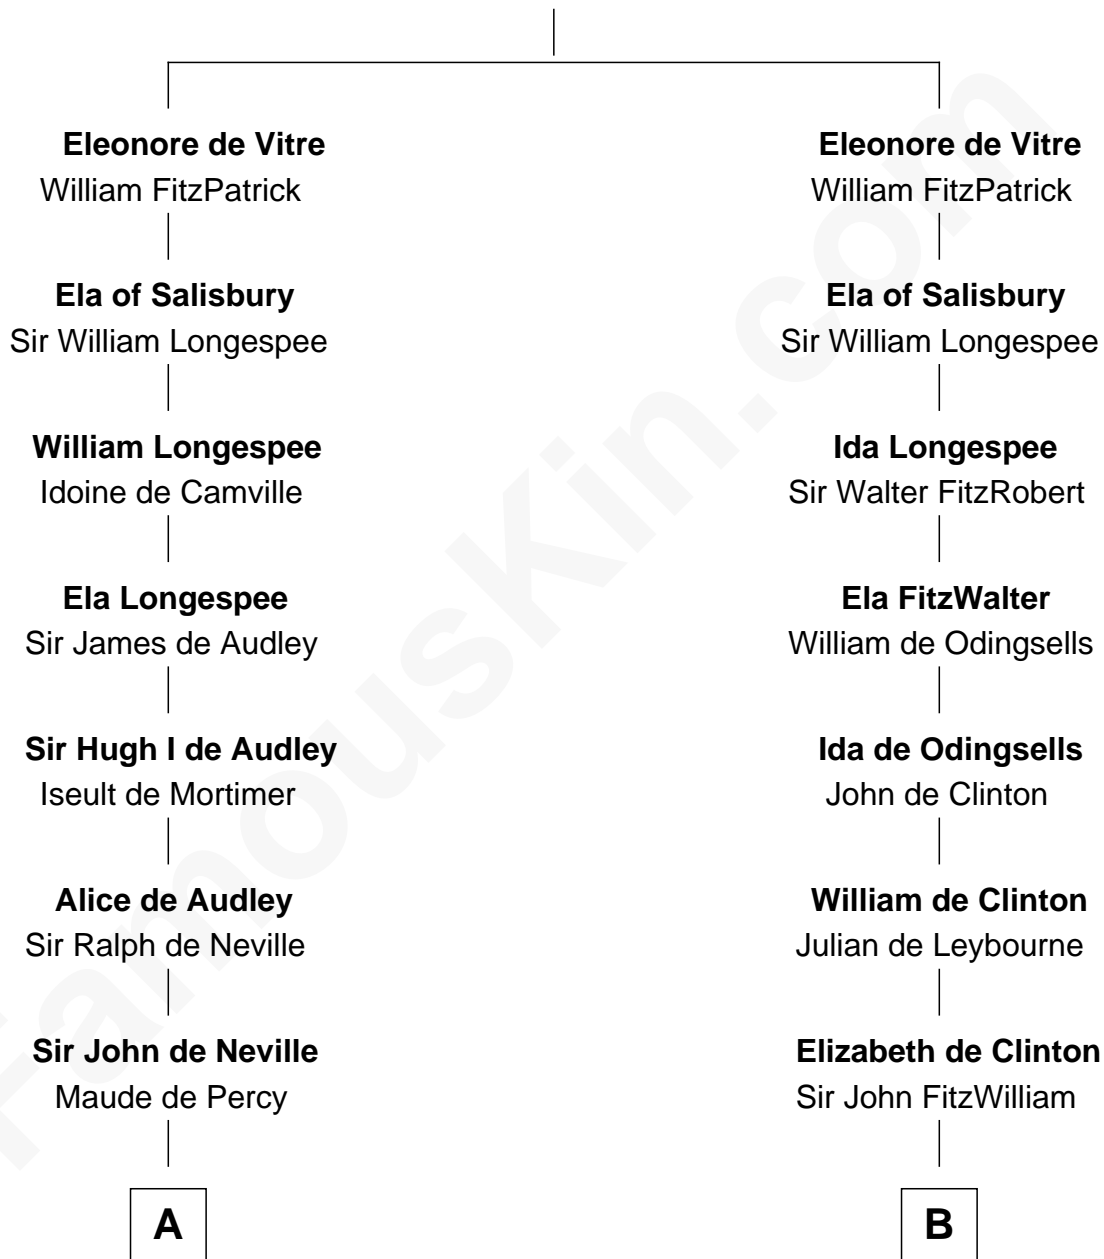 Eleonore de Vitre
William FitzPatrick
Ela of Salisbury
Sir William Longespee
William Longespee
Idoine de Camville
Ela Longespee
Sir James de Audley
Sir Hugh I de Audley
Iseult de Mortimer
Alice de Audley
Sir Ralph de Neville
Sir John de Neville
Maude de Percy
A
Eleonore de Vitre
William FitzPatrick
Ela of Salisbury
Sir William Longespee
Ida Longespee
Sir Walter FitzRobert
Ela FitzWalter
William de Odingsells
Ida de Odingsells
John de Clinton
William de Clinton
Julian de Leybourne
Elizabeth de Clinton
Sir John FitzWilliam
B
FamousKin.com